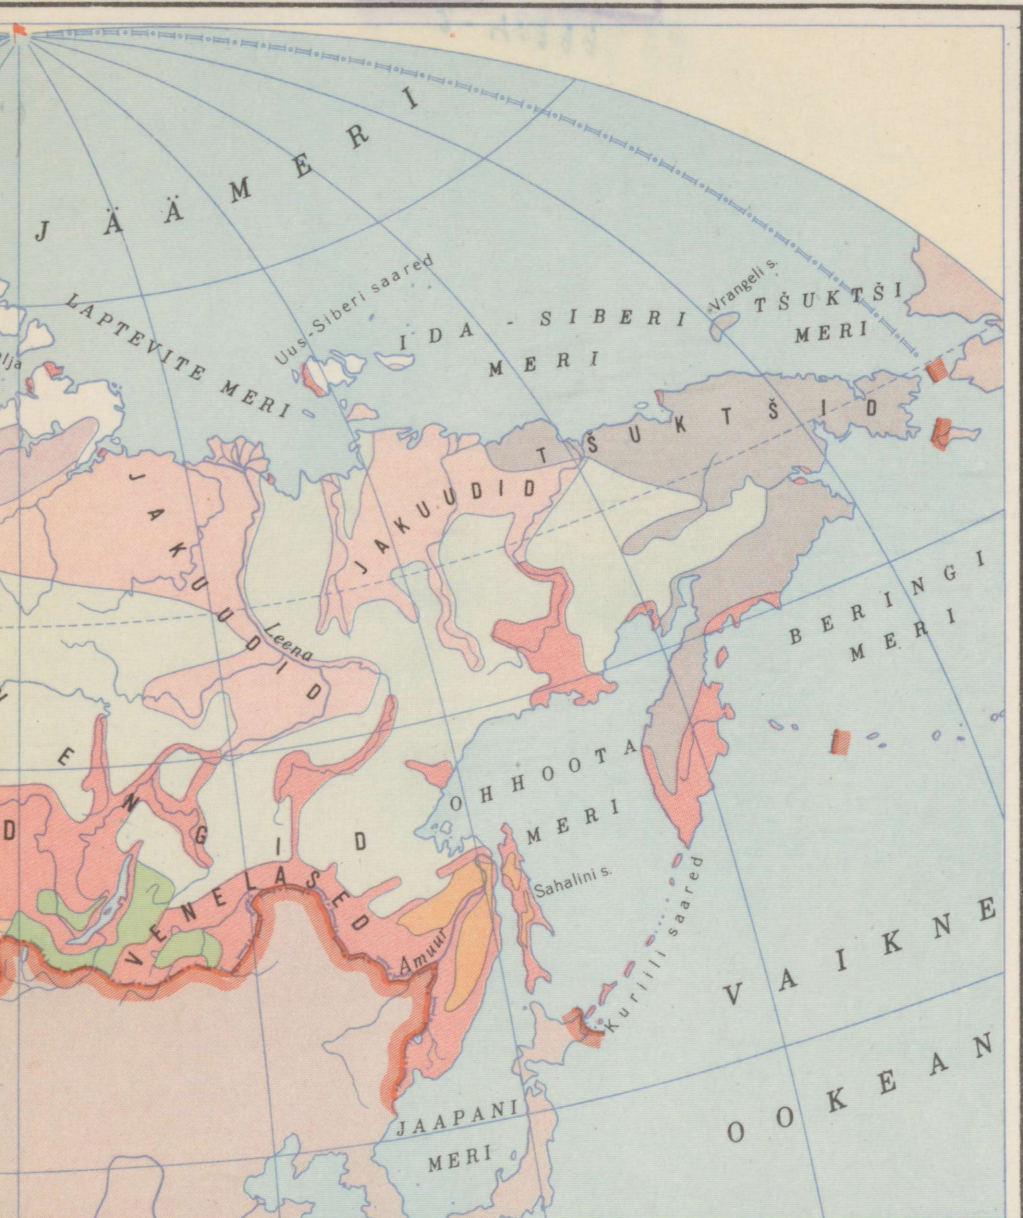 JÄÄMERI
LAPTEVITE MERI
Uus-Siberi saared
IDA-SIBERI
MERI
Vrangeli s.
TŠUKTŠI
MERI
TŠUKTŠID
JAKUUDID
JAKUUDID
Leena
BERINGI
MERI
OHHOOTA
MERI
ENGID
VENELASED
Amuur
Sahalini s.
Kuriili saared
VAIKNE
OOKEAN
JAAPANI
MERI